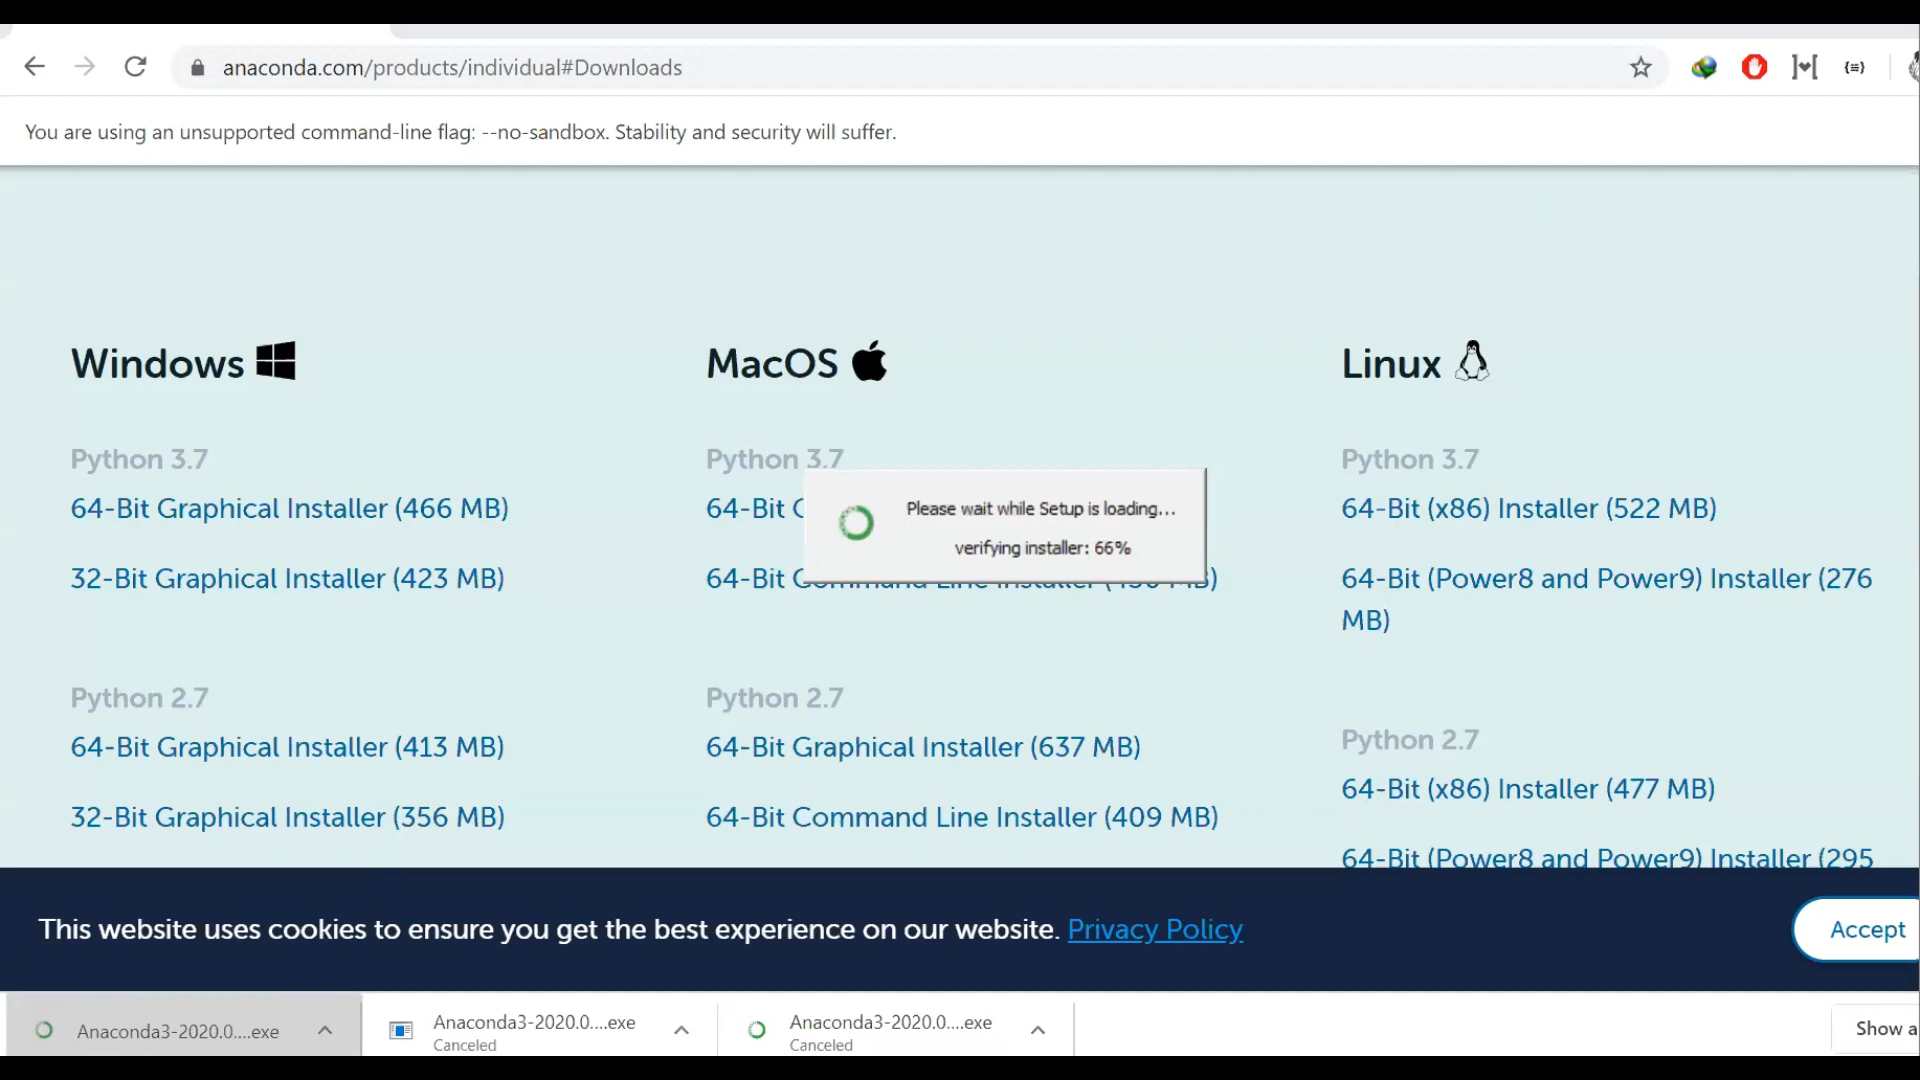 anaconda.com/products/individual#Downloads
You are using an unsupported command-line flag: --no-sandbox. Stability and security will suffer.
Windows
MacOS
Linux
Python 3.7
Python 3.7
Python 3.7
64-Bit Graphical Installer (466 MB)
64-Bit
64-Bit (x86) Installer (522 MB)
Please wait while Setup is loading...
verifying installer: 66%
32-Bit Graphical Installer (423 MB)
64-Bit Command Line Installer
64-Bit (Power8 and Power9) Installer (276
MB)
Python 2.7
Python 2.7
Python 2.7
64-Bit Graphical Installer (413 MB)
64-Bit Graphical Installer (637 MB)
64-Bit (x86) Installer (477 MB)
32-Bit Graphical Installer (356 MB)
64-Bit Command Line Installer (409 MB)
64-Bit (Power8 and Power9) Installer (295
This website uses cookies to ensure you get the best experience on our website. Privacy Policy
Accept
Anaconda3-2020.0....exe
Anaconda3-2020.0....exe
Canceled
Anaconda3-2020.0....exe
Canceled
Show a